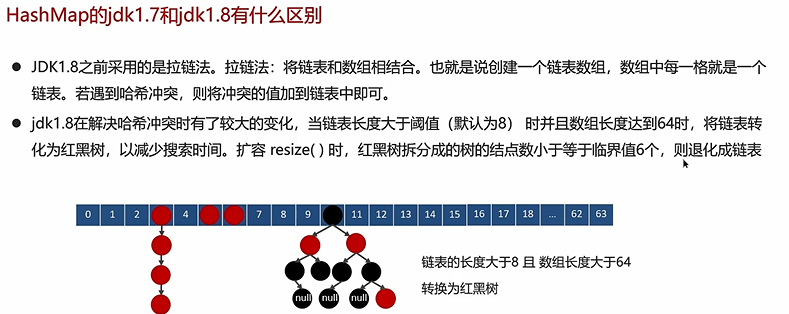 HashMap的jdk1.7和jdk1.8有什么区别
JDK1.8之前采用的是拉链法。拉链法：将链表和数组相结合。也就是说创建一个链表数组，数组中每一格就是一个
链表。若遇到哈希冲突，则将冲突的值加到链表中即可。
jdk1.8在解决哈希冲突时有了较大的变化，当链表长度大于阈值（默认为8） 时并且数组长度达到64时，将链表转
化为红黑树，以减少搜索时间。扩容 resize( ) 时，红黑树拆分成的树的结点数小于等于临界值6个，则退化成链表
0 1 2 4 7 8 9 11 12 13 14 15 16 17 18 ... 62 63
链表的长度大于8 且 数组长度大于64
转换为红黑树
null null null